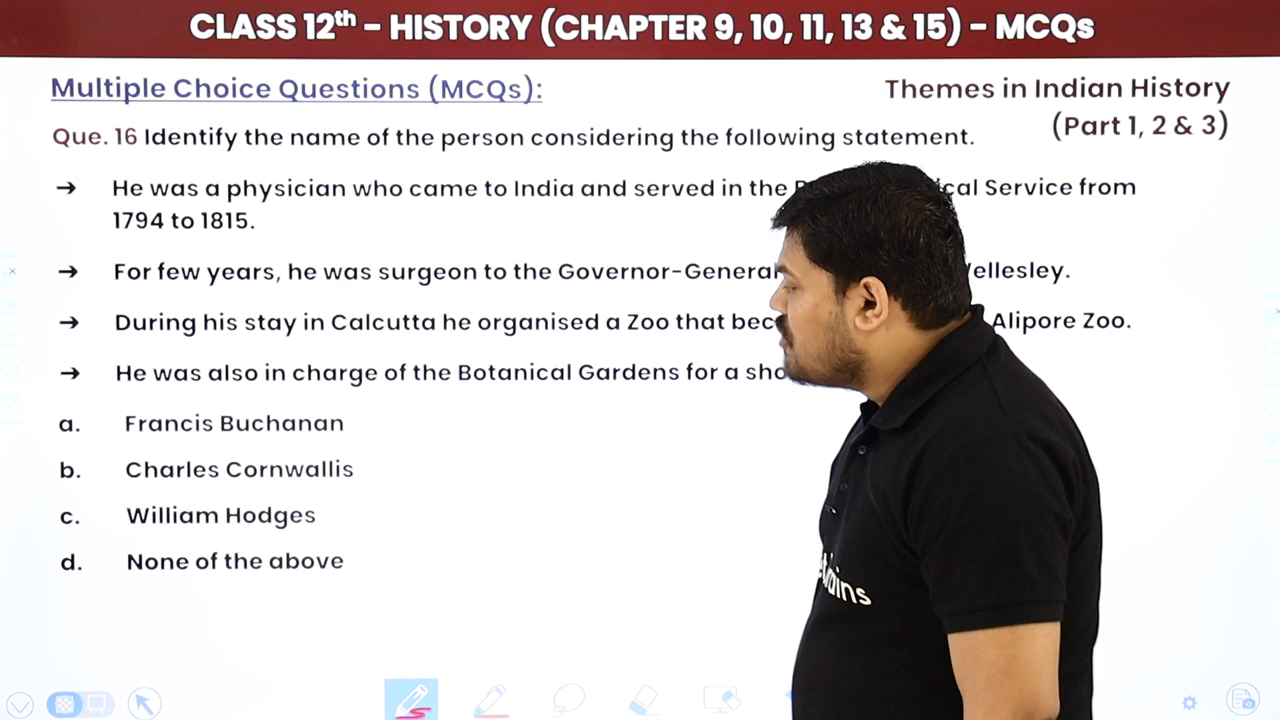 CLASS 12th - HISTORY (CHAPTER 9, 10, 11, 13 & 15) - MCQs
Multiple Choice Questions (MCQs):
Themes in Indian History
(Part 1, 2 & 3)
Que. 16 Identify the name of the person considering the following statement.
→ He was a physician who came to India and served in the Service from
1794 to 1815.
→ For few years, he was surgeon to the Governor-General
→ During his stay in Calcutta he organised a Zoo that Alipore Zoo.
→ He was also in charge of the Botanical Gardens for a
a. Francis Buchanan
b. Charles Cornwallis
c. William Hodges
d. None of the above